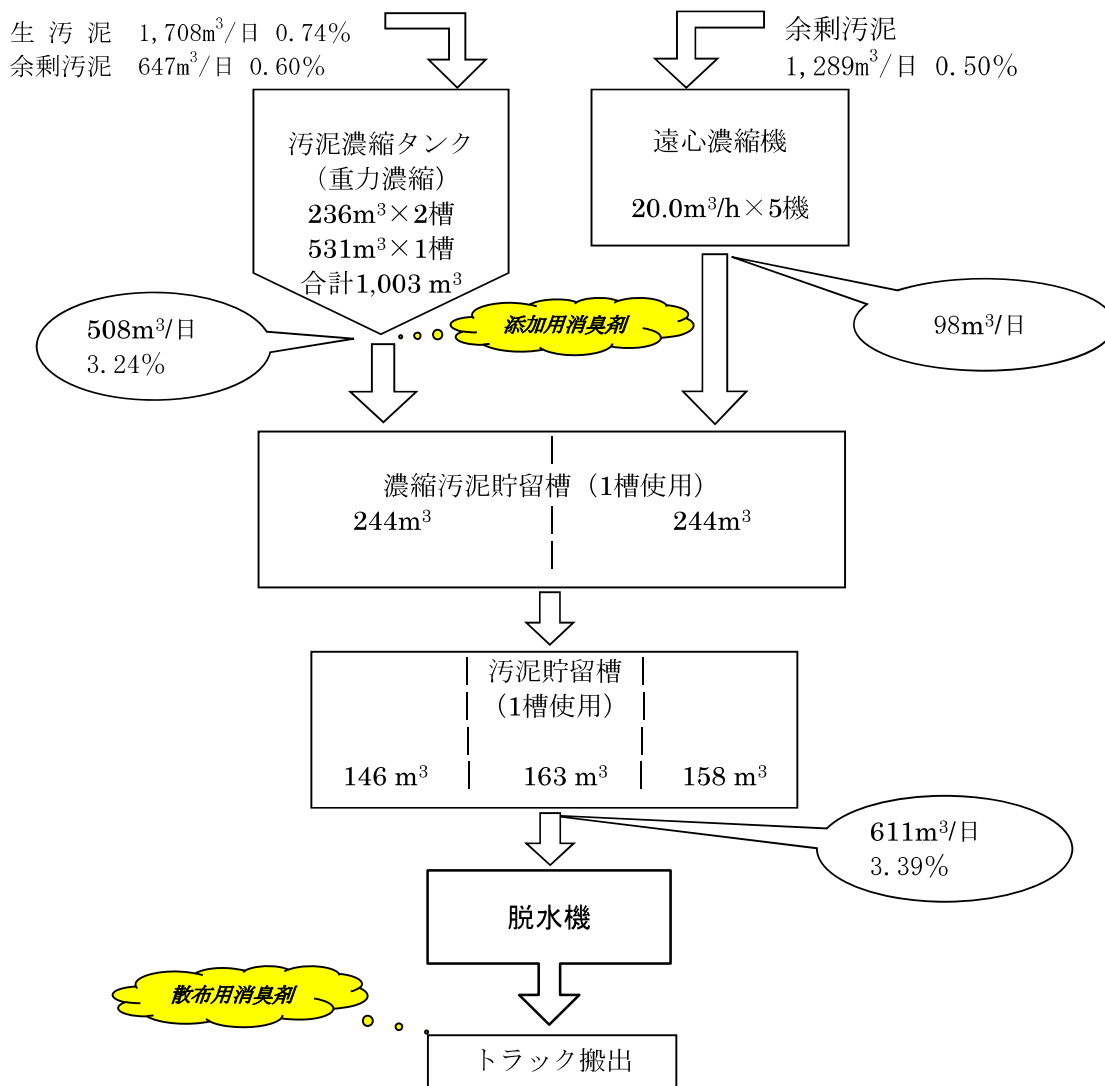 生 汚 泥 1,708m³/日 0.74%
余剰汚泥 647m³/日 0.60%
余剰汚泥
1,289m³/日 0.50%
汚泥濃縮タンク
（重力濃縮）
236m³×2槽
531m³×1槽
合計1,003 m³
遠心濃縮機
20.0m³/h×5機
508m³/日
3.24%
添加用消臭剤
98m³/日
濃縮汚泥貯留槽（1槽使用）
244m³ 244m³
汚泥貯留槽
（1槽使用）
146 m³ 163 m³ 158 m³
611m³/日
3.39%
脱水機
散布用消臭剤
トラック搬出